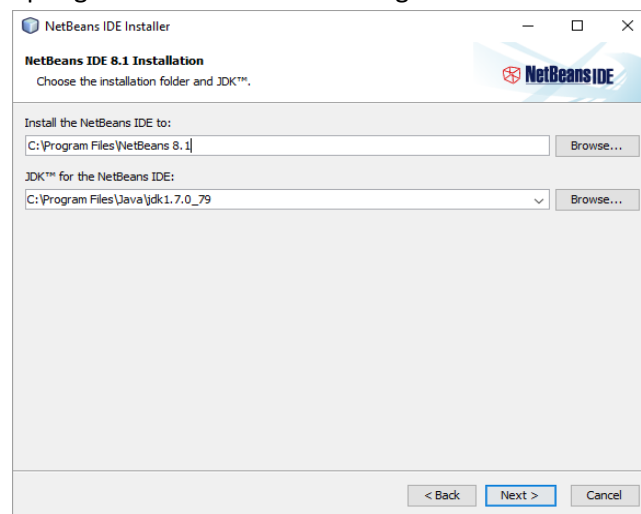 NetBeans IDE Installer
NetBeans IDE 8.1 Installation
Choose the installation folder and JDK™.
NetBeans IDE
Install the NetBeans IDE to:
C:\Program Files\NetBeans 8.1
Browse...
JDK™ for the NetBeans IDE:
C:\Program Files\Java\jdk1.7.0_79
Browse...
< Back Next > Cancel